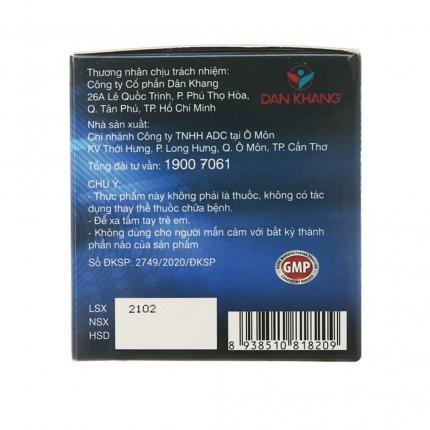 Thương nhân chịu trách nhiệm:
Công ty Cổ phần Dân Khang
26A Lê Quốc Trinh, P. Phú Thọ Hòa,
Q. Tân Phú, TP. Hồ Chí Minh
DAN KHANG
Nhà sản xuất:
Chi nhánh Công ty TNHH ADC tại Ô Môn
KV Thới Hưng, P. Long Hưng, Q. Ô Môn, TP. Cần Thơ
Tổng đài tư vấn: 1900 7061
CHÚ Ý:
- Thực phẩm này không phải là thuốc, không có tác
dụng thay thế thuốc chữa bệnh.
- Để xa tầm tay trẻ em.
- Không dùng cho người mẫn cảm với bất kỳ thành
phần nào của sản phẩm
Số ĐKSP: 2749/2020/ĐKSP
GMP
LSX 2102
NSX
HSD
8 938510 818209